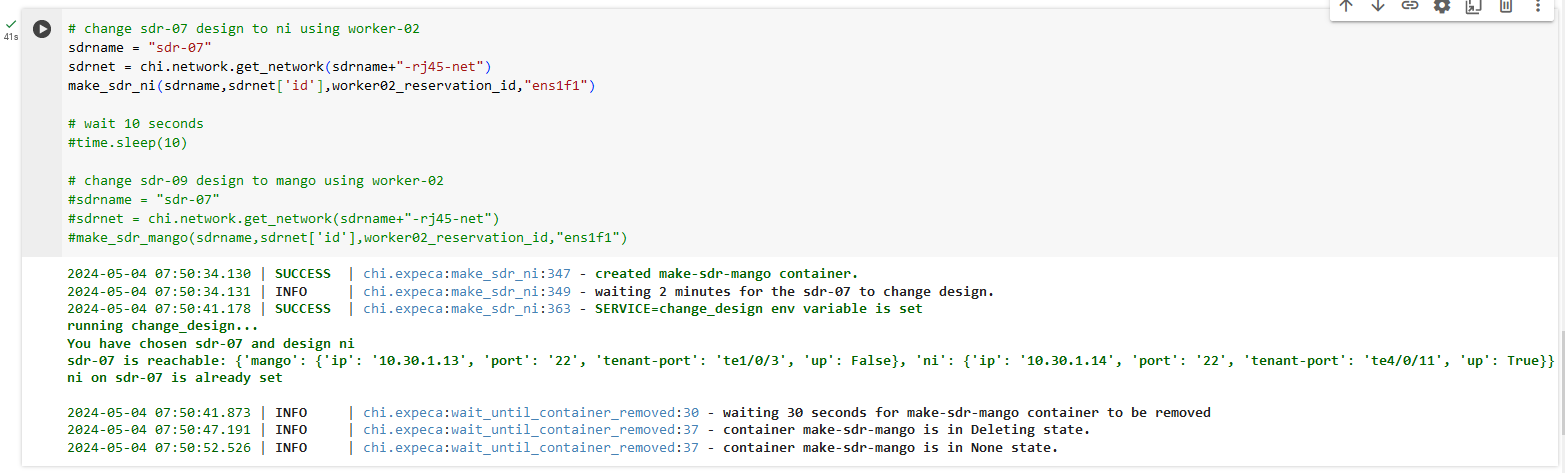 41s
# change sdr-07 design to ni using worker-02
sdrname = "sdr-07"
sdrnet = chi.network.get_network(sdrname+"-rj45-net")
make_sdr_ni(sdrname,sdrnet['id'],worker02_reservation_id,"ens1f1")
# wait 10 seconds
#time.sleep(10)
# change sdr-09 design to mango using worker-02
#sdrname = "sdr-07"
#sdrnet = chi.network.get_network(sdrname+"-rj45-net")
#make_sdr_mango(sdrname,sdrnet['id'],worker02_reservation_id,"ens1f1")
2024-05-04 07:50:34.130 | SUCCESS  | chi.expeca:make_sdr_ni:347 - created make-sdr-mango container.
2024-05-04 07:50:34.131 | INFO     | chi.expeca:make_sdr_ni:349 - waiting 2 minutes for the sdr-07 to change design.
2024-05-04 07:50:41.178 | SUCCESS  | chi.expeca:make_sdr_ni:363 - SERVICE=change_design env variable is set
running change_design...
You have chosen sdr-07 and design ni
sdr-07 is reachable: {'mango': {'ip': '10.30.1.13', 'port': '22', 'tenant-port': 'te1/0/3', 'up': False}, 'ni': {'ip': '10.30.1.14', 'port': '22', 'tenant-port': 'te4/0/11', 'up': True}}
ni on sdr-07 is already set
2024-05-04 07:50:41.873 | INFO     | chi.expeca:wait_until_container_removed:30 - waiting 30 seconds for make-sdr-mango container to be removed
2024-05-04 07:50:47.191 | INFO     | chi.expeca:wait_until_container_removed:37 - container make-sdr-mango is in Deleting state.
2024-05-04 07:50:52.526 | INFO     | chi.expeca:wait_until_container_removed:37 - container make-sdr-mango is in None state.